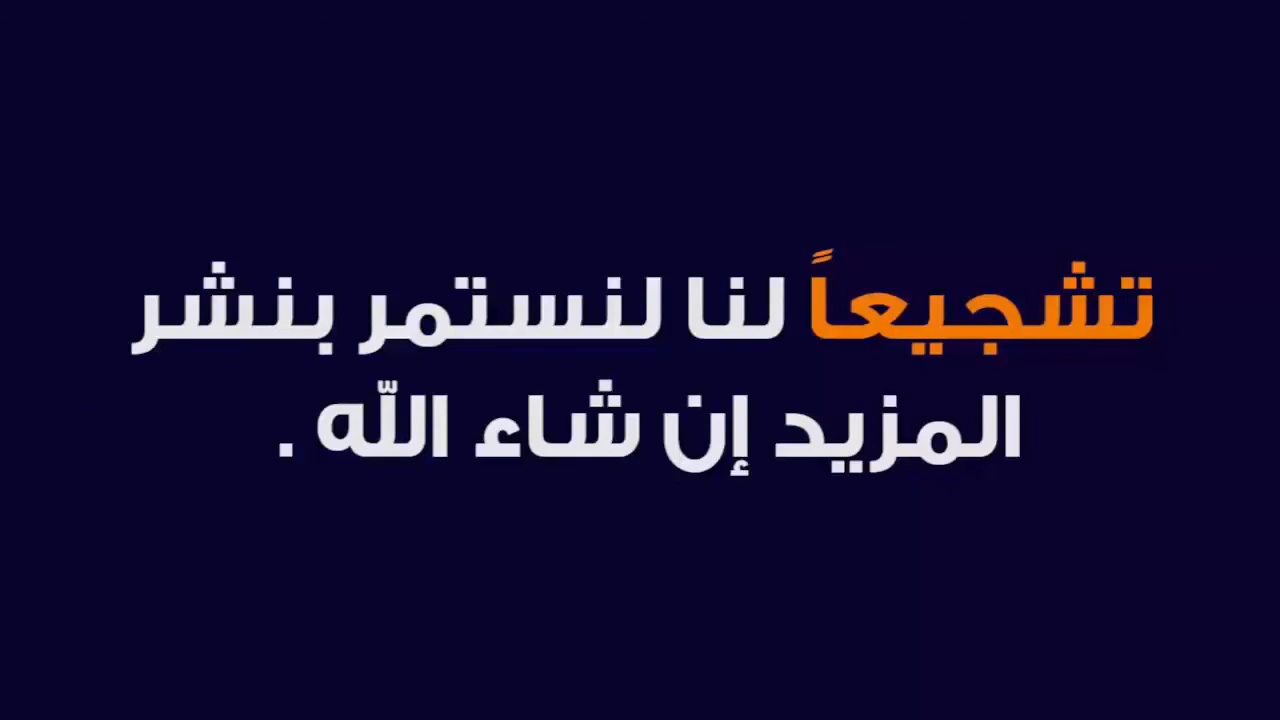 تشجيعاً لنا لنستمر بنشر
المزيد إن شاء الله .